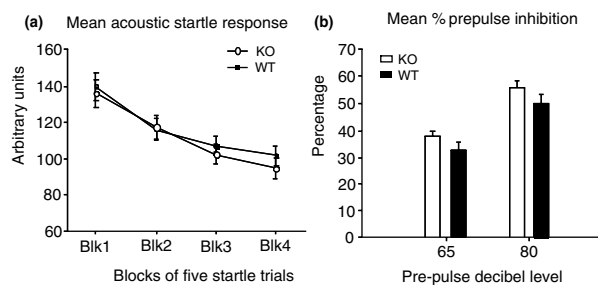 (a) Mean acoustic startle response
160
140
120
100
80
60
Arbitrary units
KO
WT
Blk1 Blk2 Blk3 Blk4
Blocks of five startle trials
(b) Mean % prepulse inhibition
70
60
50
40
30
20
10
0
Percentage
KO
WT
65 80
Pre-pulse decibel level